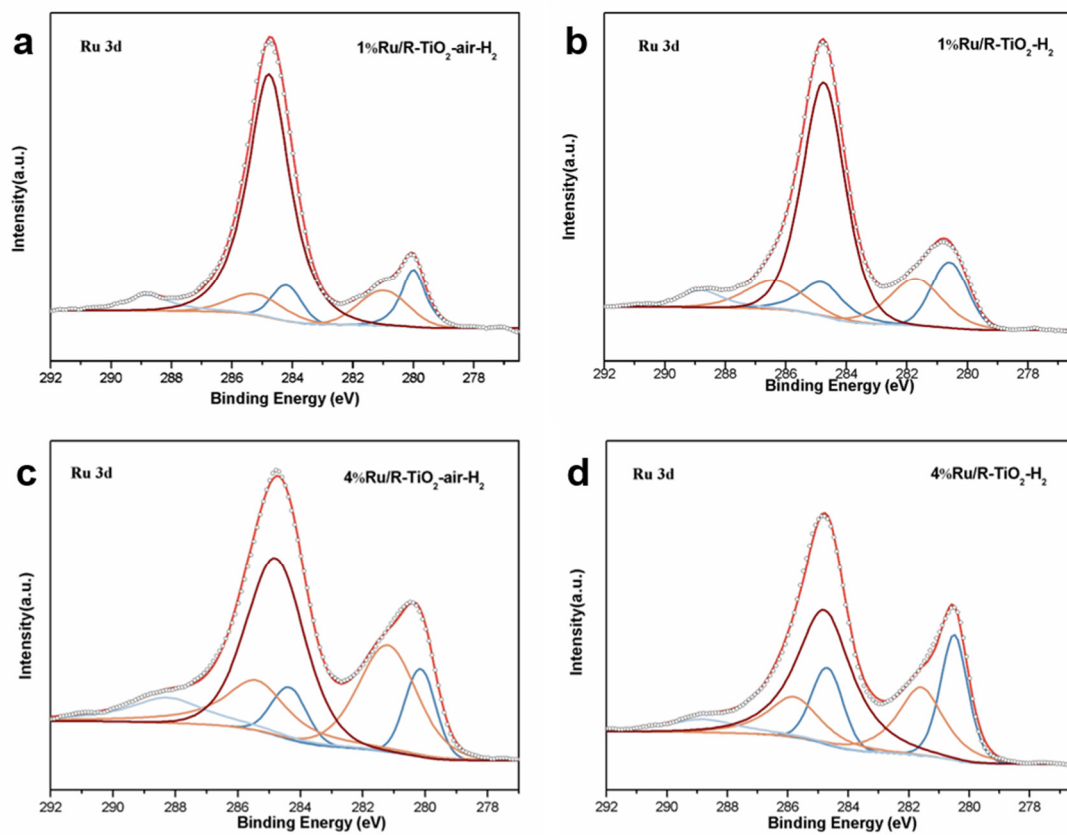 a
Ru 3d
1%Ru/R-TiO₂-air-H₂
Intensity(a.u.)
292 290 288 286 284 282 280 278
Binding Energy (eV)
b
Ru 3d
1%Ru/R-TiO₂-H₂
Intensity(a.u.)
292 290 288 286 284 282 280 278
Binding Energy (eV)
c
Ru 3d
4%Ru/R-TiO₂-air-H₂
Intensity(a.u.)
292 290 288 286 284 282 280 278
Binding Energy (eV)
d
Ru 3d
4%Ru/R-TiO₂-H₂
Intensity(a.u.)
292 290 288 286 284 282 280 278
Binding Energy (eV)